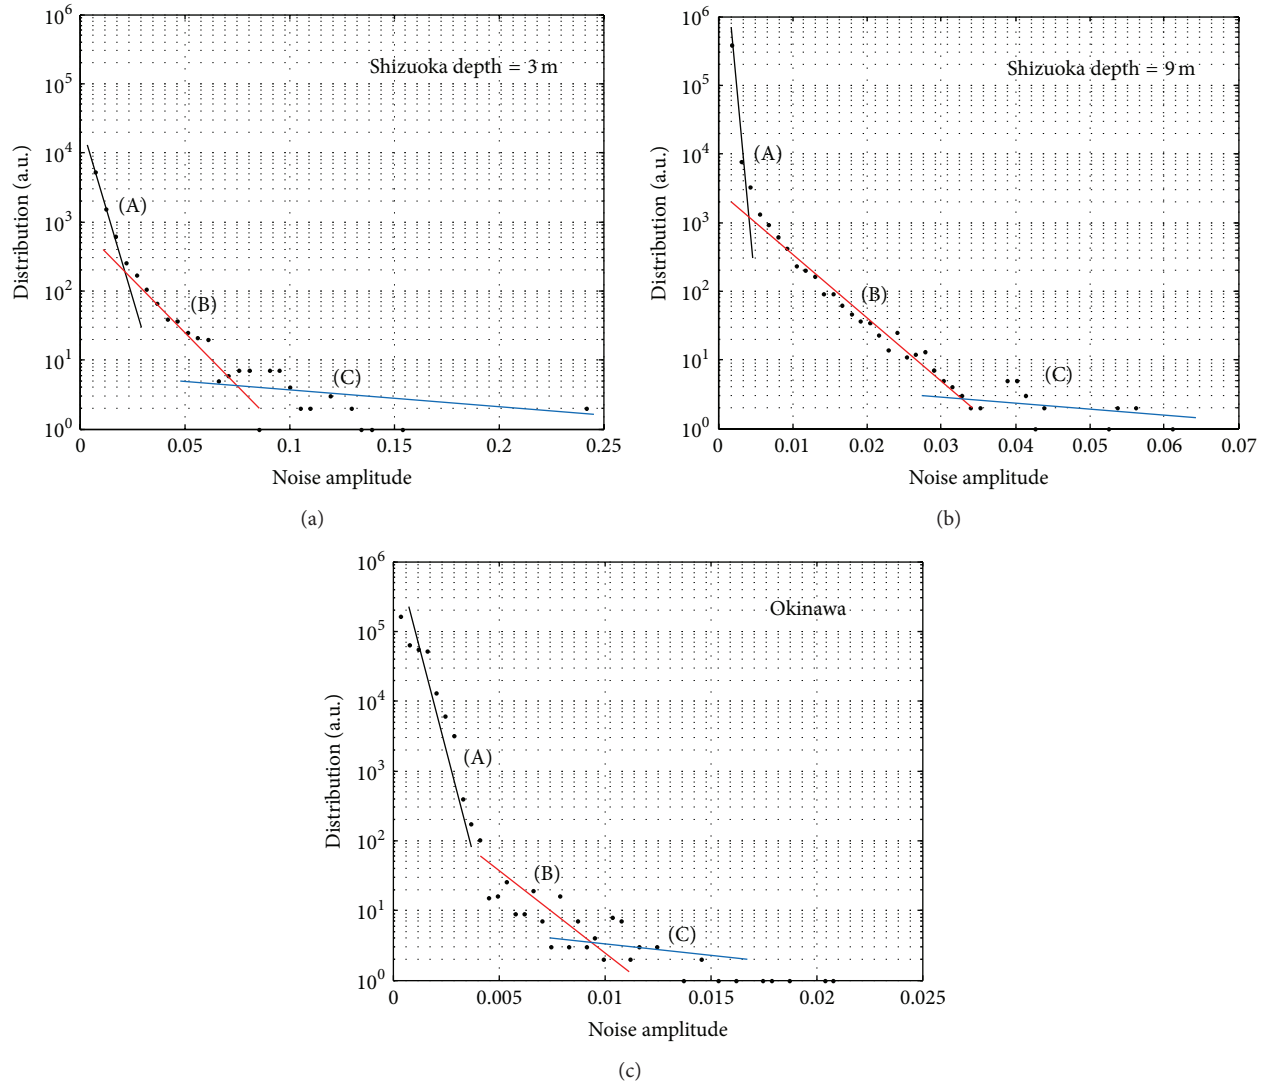 10^6
10^5
10^4
10^3
10^2
10^1
10^0
Distribution (a.u.)
Shizuoka depth = 3 m
(A)
(B)
(C)
0 0.05 0.1 0.15 0.2 0.25
Noise amplitude
(a)
10^6
10^5
10^4
10^3
10^2
10^1
10^0
Distribution (a.u.)
Shizuoka depth = 9 m
(A)
(B)
(C)
0 0.01 0.02 0.03 0.04 0.05 0.06 0.07
Noise amplitude
(b)
10^6
10^5
10^4
10^3
10^2
10^1
10^0
Distribution (a.u.)
Okinawa
(A)
(B)
(C)
0 0.005 0.01 0.015 0.02 0.025
Noise amplitude
(c)